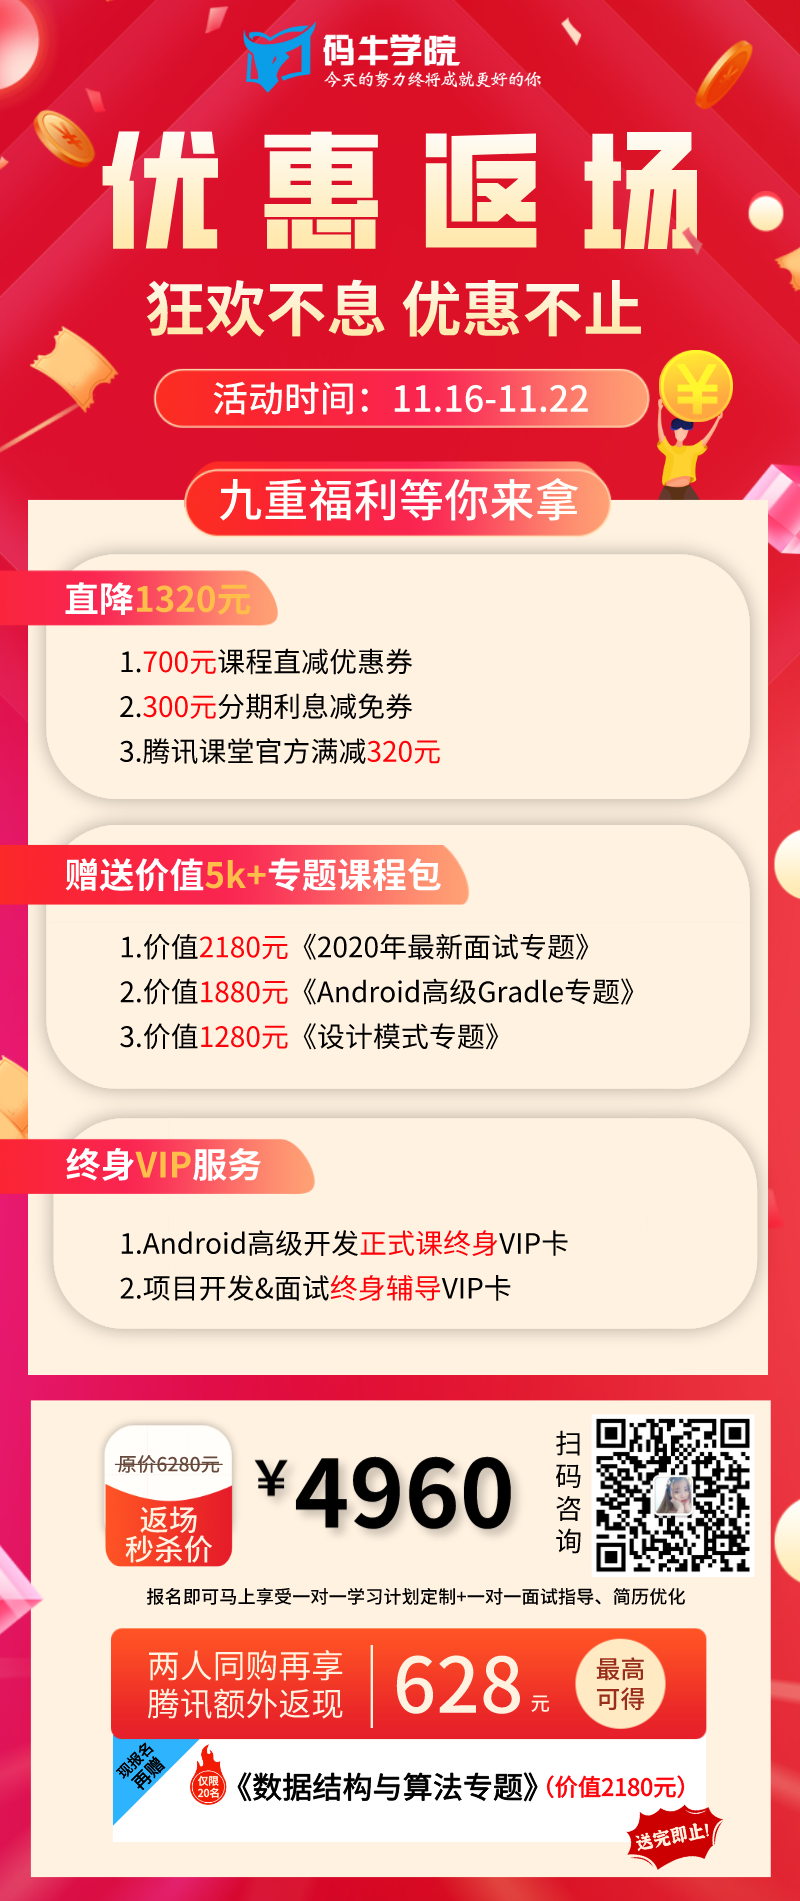 码牛学院
今天的努力终将成就更好的你
优惠返场
狂欢不息 优惠不止
活动时间：11.16-11.22
¥
九重福利等你来拿
直降1320元
1.700元课程直减优惠券
2.300元分期利息减免券
3.腾讯课堂官方满减320元
赠送价值5k+专题课程包
1.价值2180元《2020年最新面试专题》
2.价值1880元《Android高级Gradle专题》
3.价值1280元《设计模式专题》
终身VIP服务
1.Android高级开发正式课终身VIP卡
2.项目开发&面试终身辅导VIP卡
原价6280元
返场
秒杀价
¥4960
扫码咨询
报名即可马上享受一对一学习计划定制+一对一面试指导、简历优化
两人同购再享
腾讯额外返现
628元
最高
可得
现报名
再赠
仅限
20名
《数据结构与算法专题》（价值2180元）
送完即止!